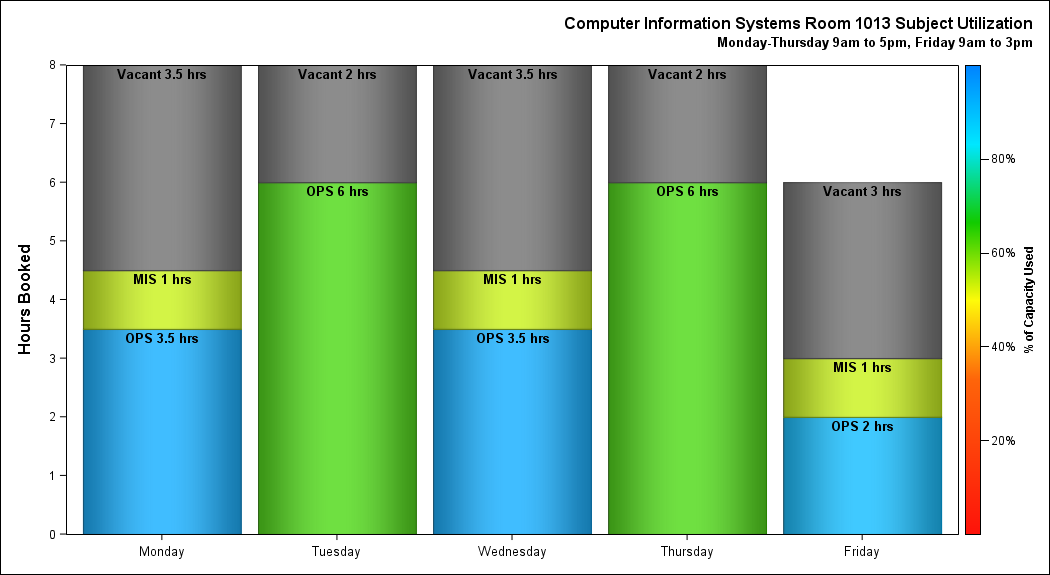 Computer Information Systems Room 1013 Subject Utilization
Monday-Thursday 9am to 5pm, Friday 9am to 3pm
Hours Booked
8
7
6
5
4
3
2
1
0
Vacant 3.5 hrs
MIS 1 hrs
OPS 3.5 hrs
Vacant 2 hrs
OPS 6 hrs
Vacant 3.5 hrs
MIS 1 hrs
OPS 3.5 hrs
Vacant 2 hrs
OPS 6 hrs
Vacant 3 hrs
MIS 1 hrs
OPS 2 hrs
Monday
Tuesday
Wednesday
Thursday
Friday
80%
60%
40%
20%
% of Capacity Used